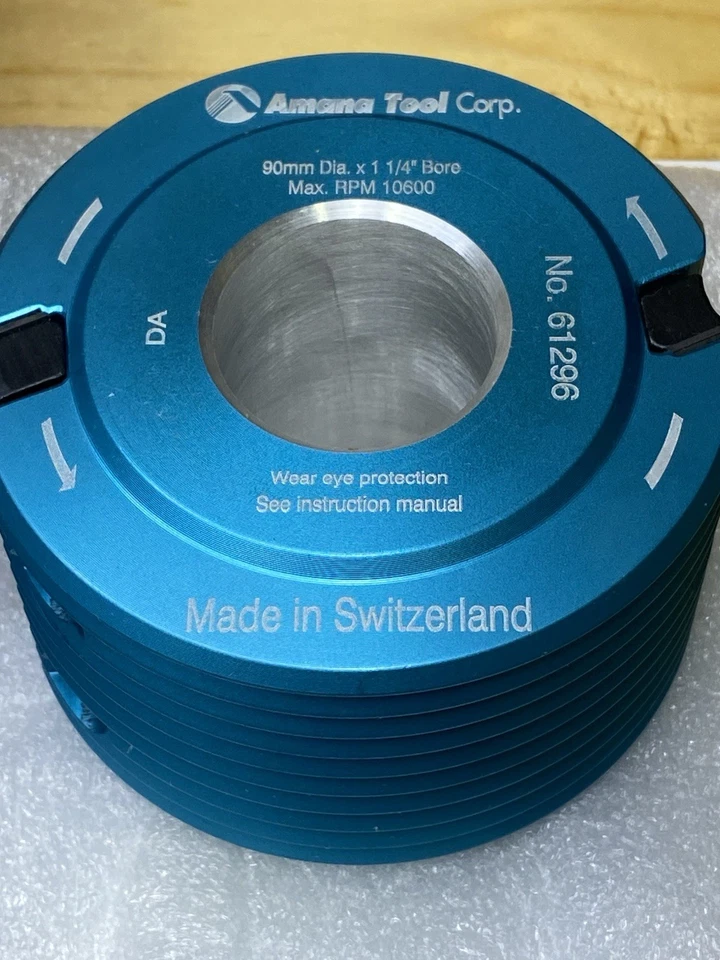 Amana Tool Corp.
90mm Dia. x 1 1/4" Bore
Max. RPM 10600
DA
No. 61296
Wear eye protection
See instruction manual
Made in Switzerland